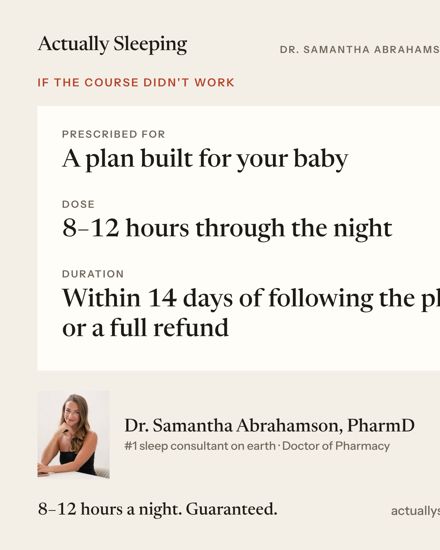 Actually Sleeping
DR. SAMANTHA ABRAHAMS
IF THE COURSE DIDN'T WORK
PRESCRIBED FOR
A plan built for your baby
DOSE
8–12 hours through the night
DURATION
Within 14 days of following the pl
or a full refund
Dr. Samantha Abrahamson, PharmD
#1 sleep consultant on earth · Doctor of Pharmacy
8–12 hours a night. Guaranteed.
actuallys